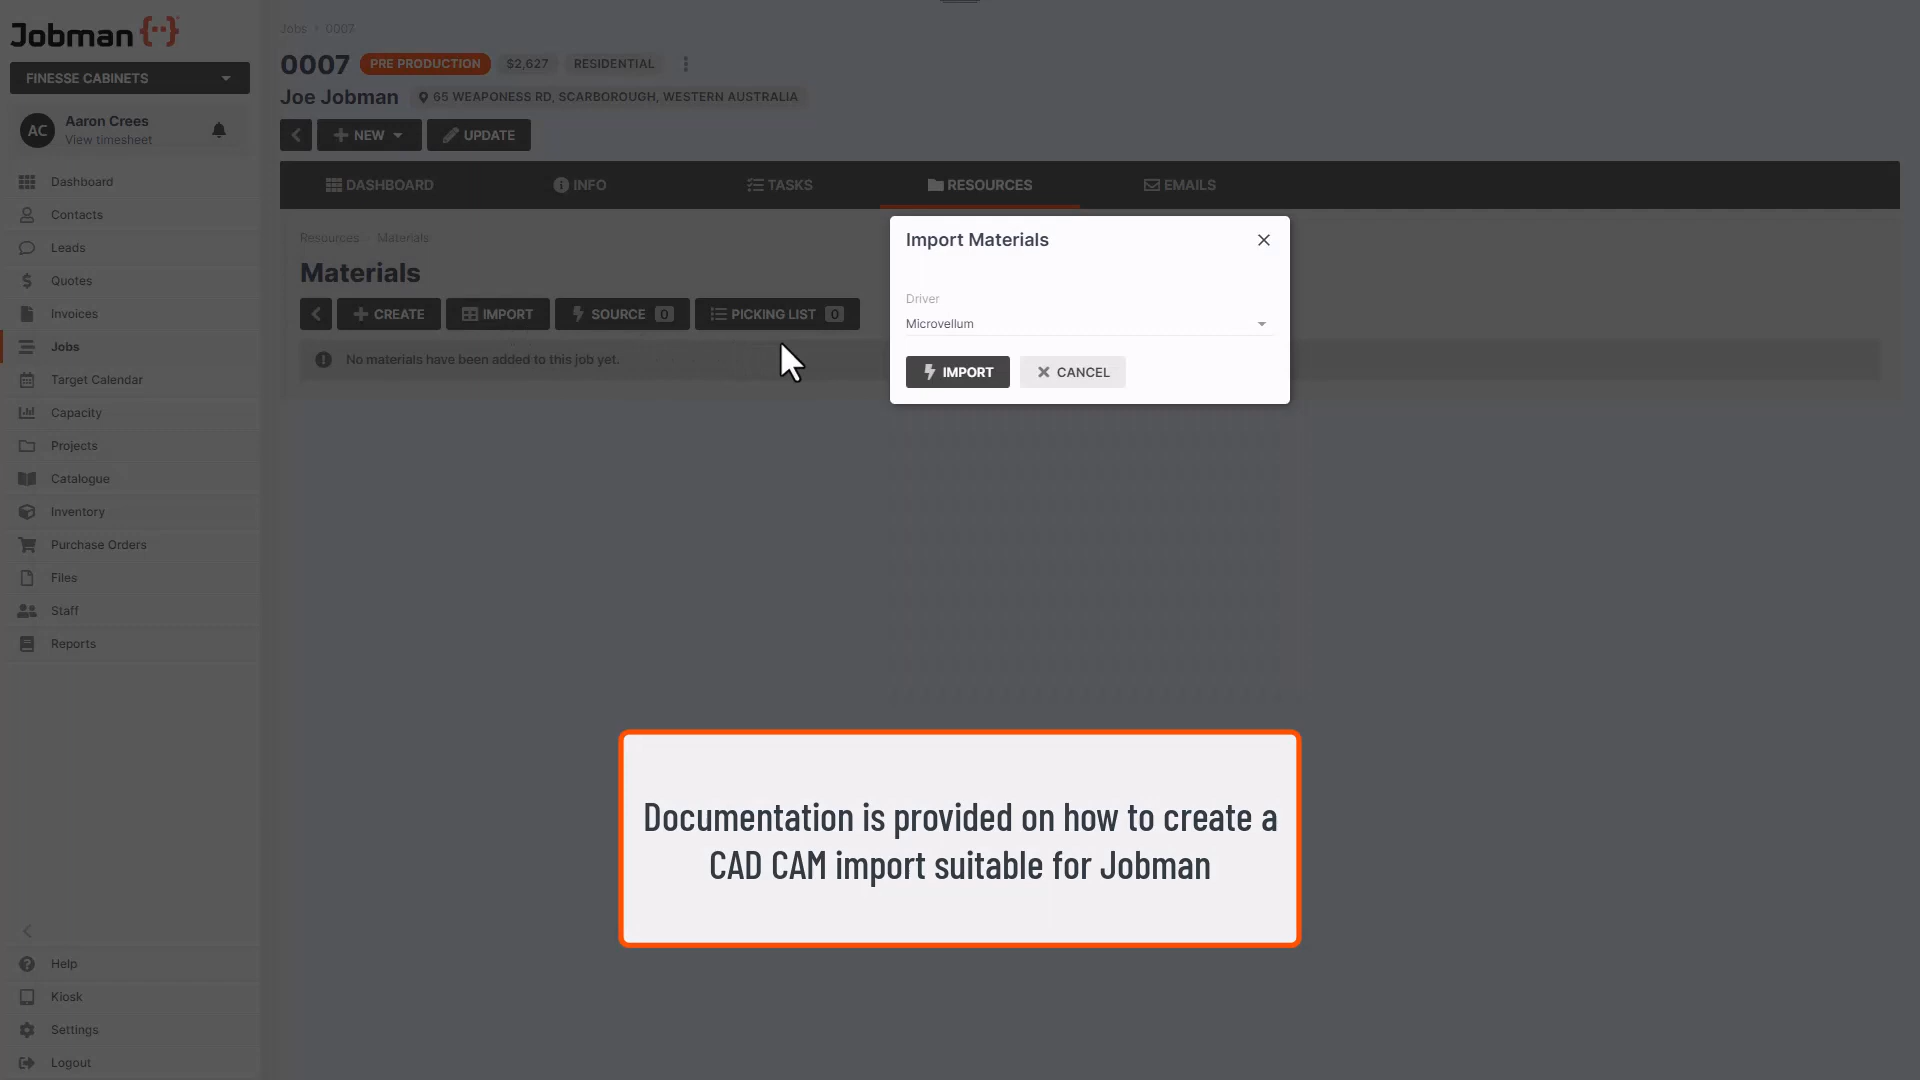 Jobman
FINESSE CABINETS
AC
Aaron Crees
View timesheet
Dashboard
Contacts
Leads
Quotes
Invoices
Jobs
Target Calendar
Capacity
Projects
Catalogue
Inventory
Purchase Orders
Files
Staff
Reports
Help
Kiosk
Settings
Logout
Jobs › 0007
0007 PRE PRODUCTION $2,627 RESIDENTIAL
Joe Jobman 65 WEAPONESS RD, SCARBOROUGH, WESTERN AUSTRALIA
NEW UPDATE
DASHBOARD INFO TASKS RESOURCES EMAILS
Resources › Materials
Materials
CREATE IMPORT SOURCE 0 PICKING LIST 0
No materials have been added to this job yet.
Import Materials
Driver
Microvellum
IMPORT CANCEL
Documentation is provided on how to create a
CAD CAM import suitable for Jobman